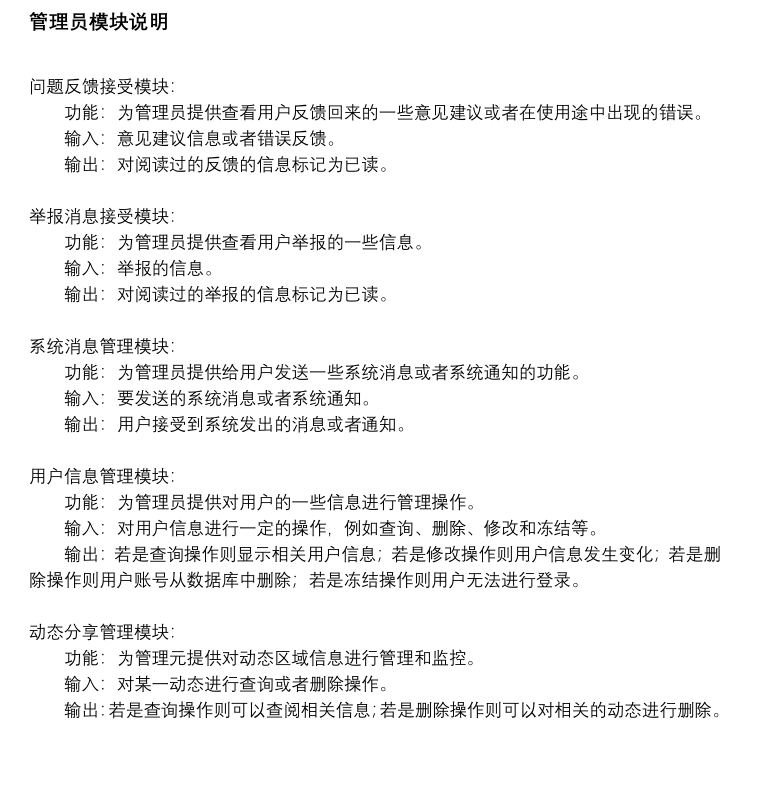 管理员模块说明
问题反馈接受模块：
功能：为管理员提供查看用户反馈回来的一些意见建议或者在使用途中出现的错误。
输入：意见建议信息或者错误反馈。
输出：对阅读过的反馈的信息标记为已读。
举报消息接受模块：
功能：为管理员提供查看用户举报的一些信息。
输入：举报的信息。
输出：对阅读过的举报的信息标记为已读。
系统消息管理模块：
功能：为管理员提供给用户发送一些系统消息或者系统通知的功能。
输入：要发送的系统消息或者系统通知。
输出：用户接受到系统发出的消息或者通知。
用户信息管理模块：
功能：为管理员提供对用户的一些信息进行管理操作。
输入：对用户信息进行一定的操作，例如查询、删除、修改和冻结等。
输出：若是查询操作则显示相关用户信息；若是修改操作则用户信息发生变化；若是删
除操作则用户账号从数据库中删除；若是冻结操作则用户无法进行登录。
动态分享管理模块：
功能：为管理元提供对动态区域信息进行管理和监控。
输入：对某一动态进行查询或者删除操作。
输出：若是查询操作则可以查阅相关信息；若是删除操作则可以对相关的动态进行删除。